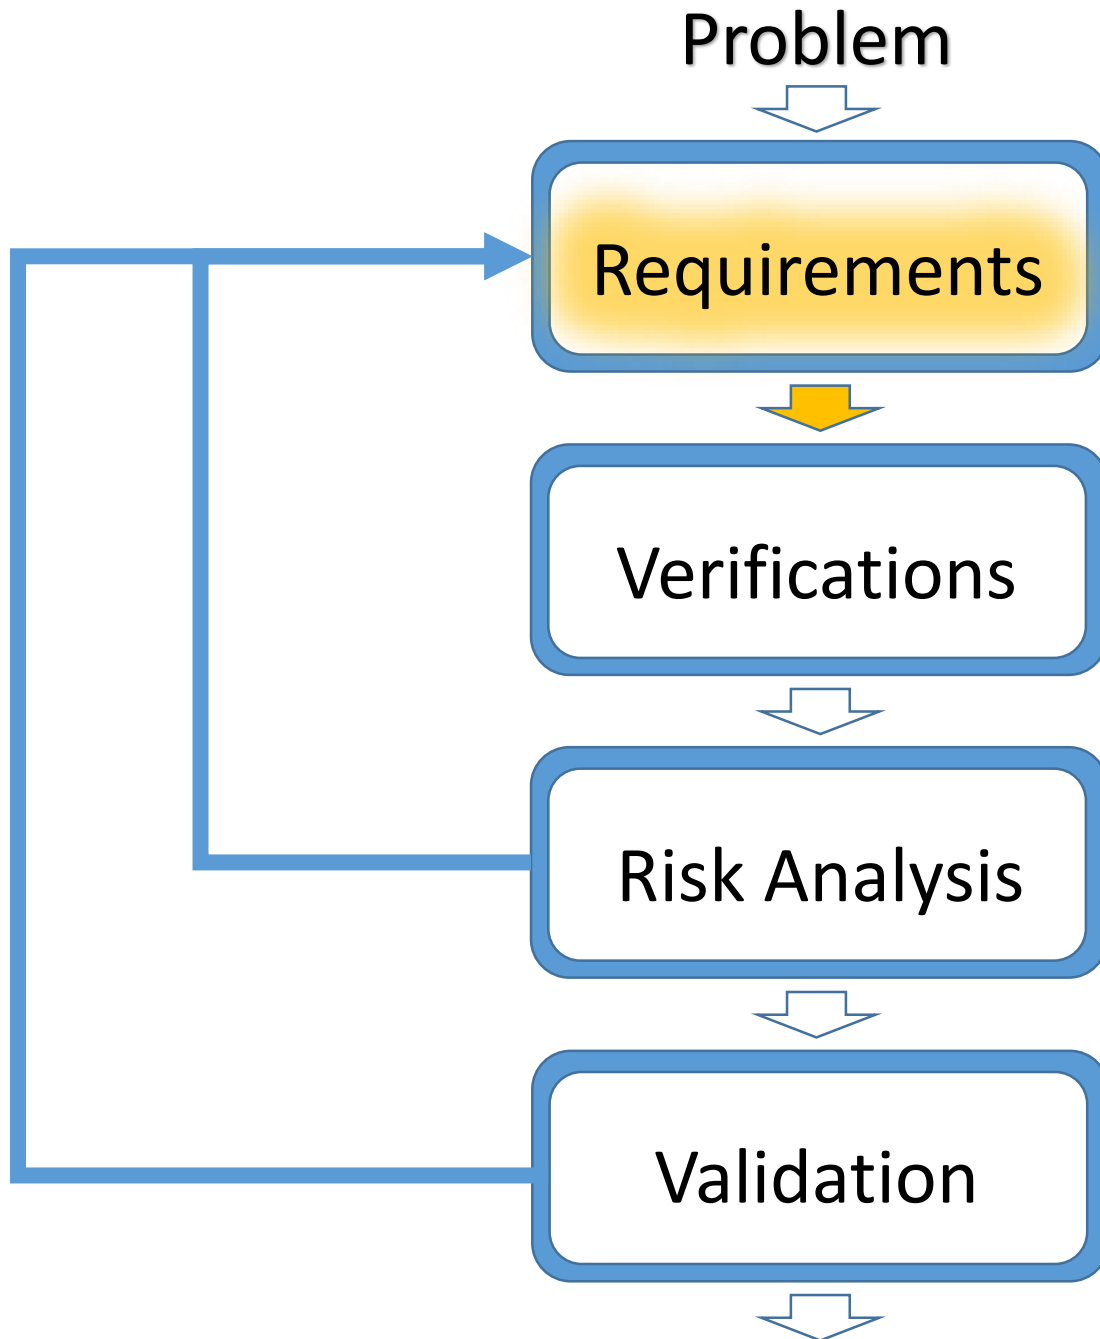 Problem
Requirements
Verifications
Risk Analysis
Validation